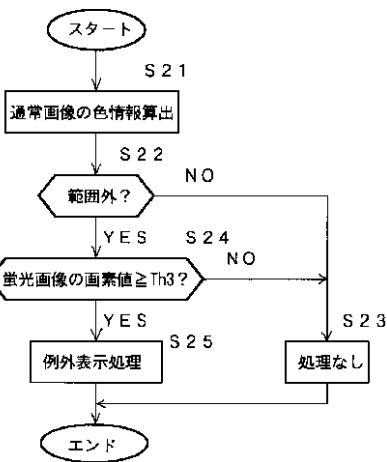 スタート
S21
通常画像の色情報算出
S22
範囲外?
NO
YES
S24
蛍光画像の画素値≧Th3?
NO
YES
S25
S23
例外表示処理
処理なし
エンド